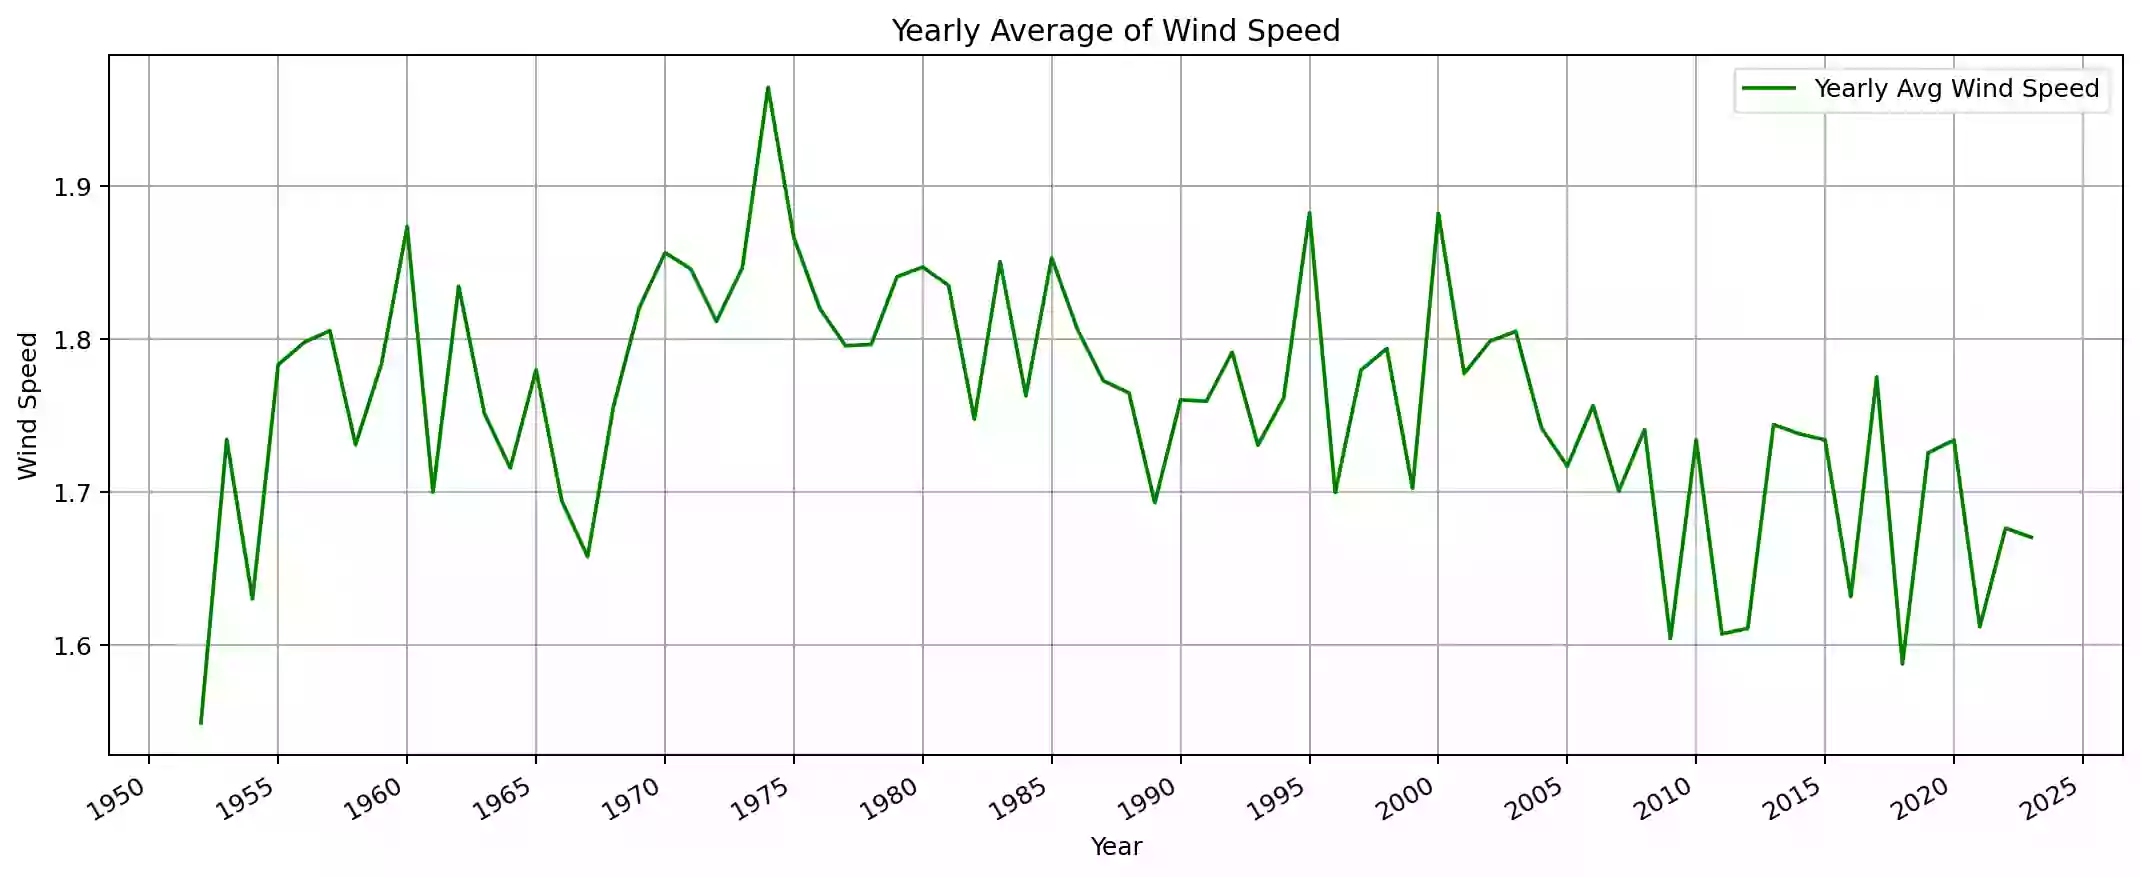 Yearly Average of Wind Speed
Yearly Avg Wind Speed
1.9
1.8
1.7
1.6
Wind Speed
1950 1955 1960 1965 1970 1975 1980 1985 1990 1995 2000 2005 2010 2015 2020 2025
Year